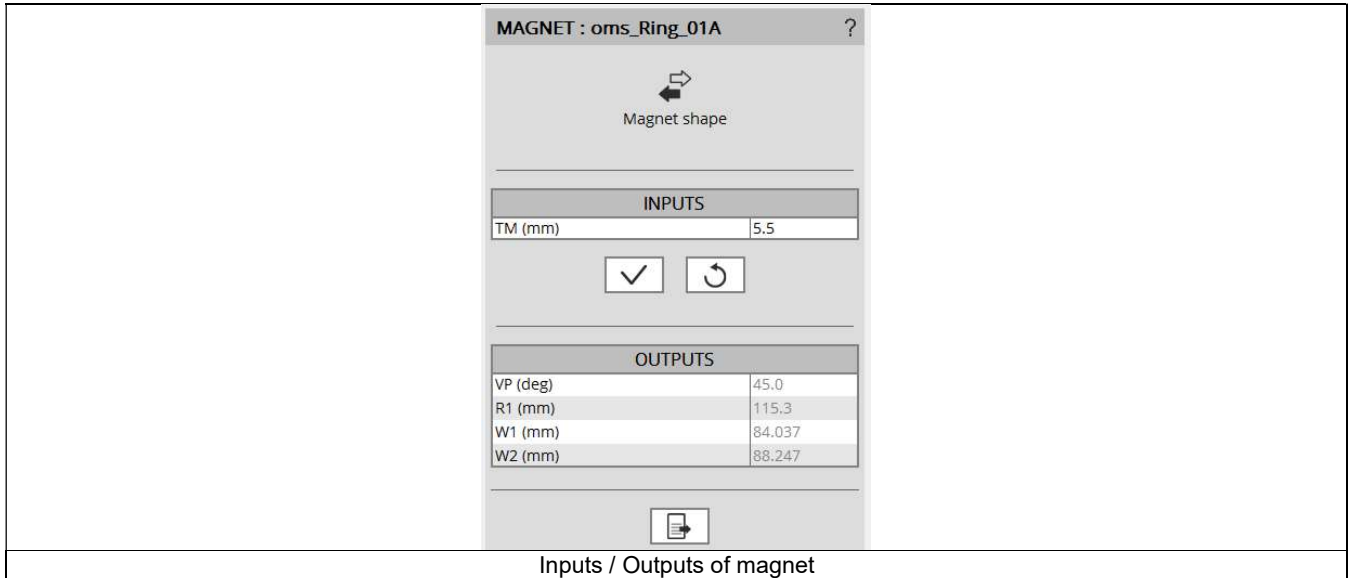 MAGNET : oms_Ring_01A ?
Magnet shape
INPUTS
TM (mm) 5.5
OUTPUTS
VP (deg) 45.0
R1 (mm) 115.3
W1 (mm) 84.037
W2 (mm) 88.247
Inputs / Outputs of magnet